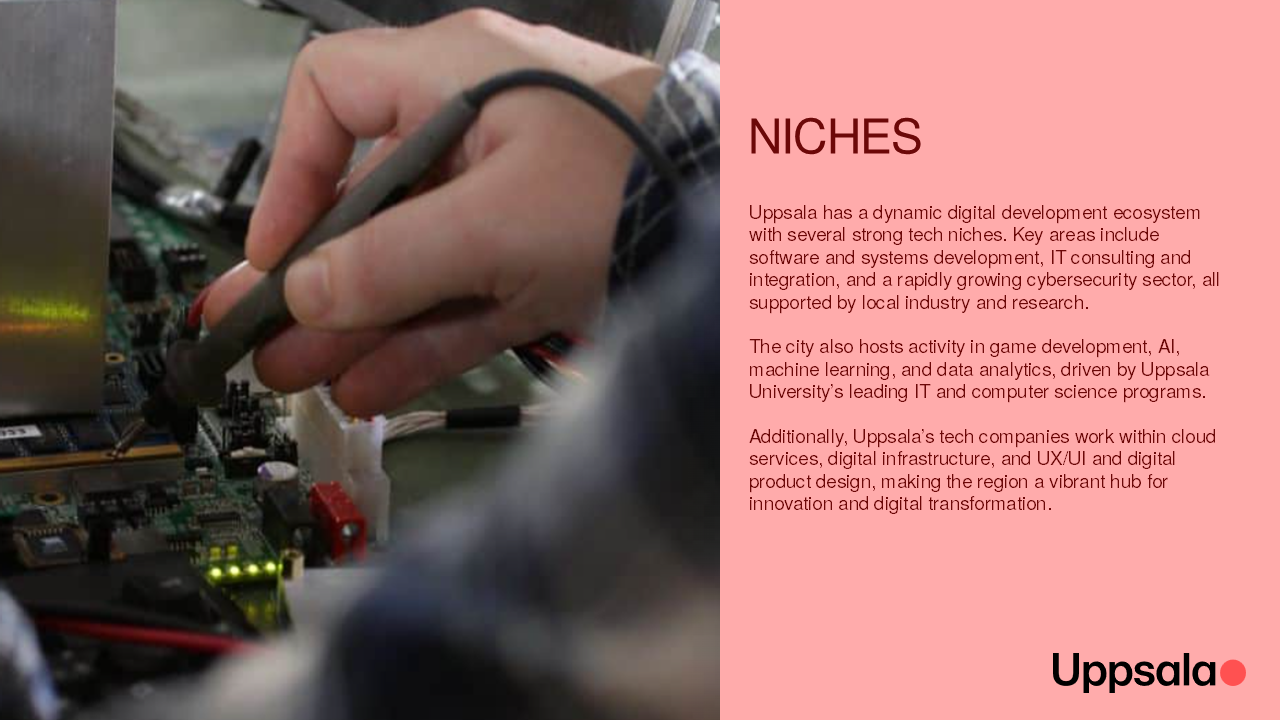 NICHES
Uppsala has a dynamic digital development ecosystem
with several strong tech niches. Key areas include
software and systems development, IT consulting and
integration, and a rapidly growing cybersecurity sector, all
supported by local industry and research.
The city also hosts activity in game development, AI,
machine learning, and data analytics, driven by Uppsala
University’s leading IT and computer science programs.
Additionally, Uppsala’s tech companies work within cloud
services, digital infrastructure, and UX/UI and digital
product design, making the region a vibrant hub for
innovation and digital transformation.
Uppsala